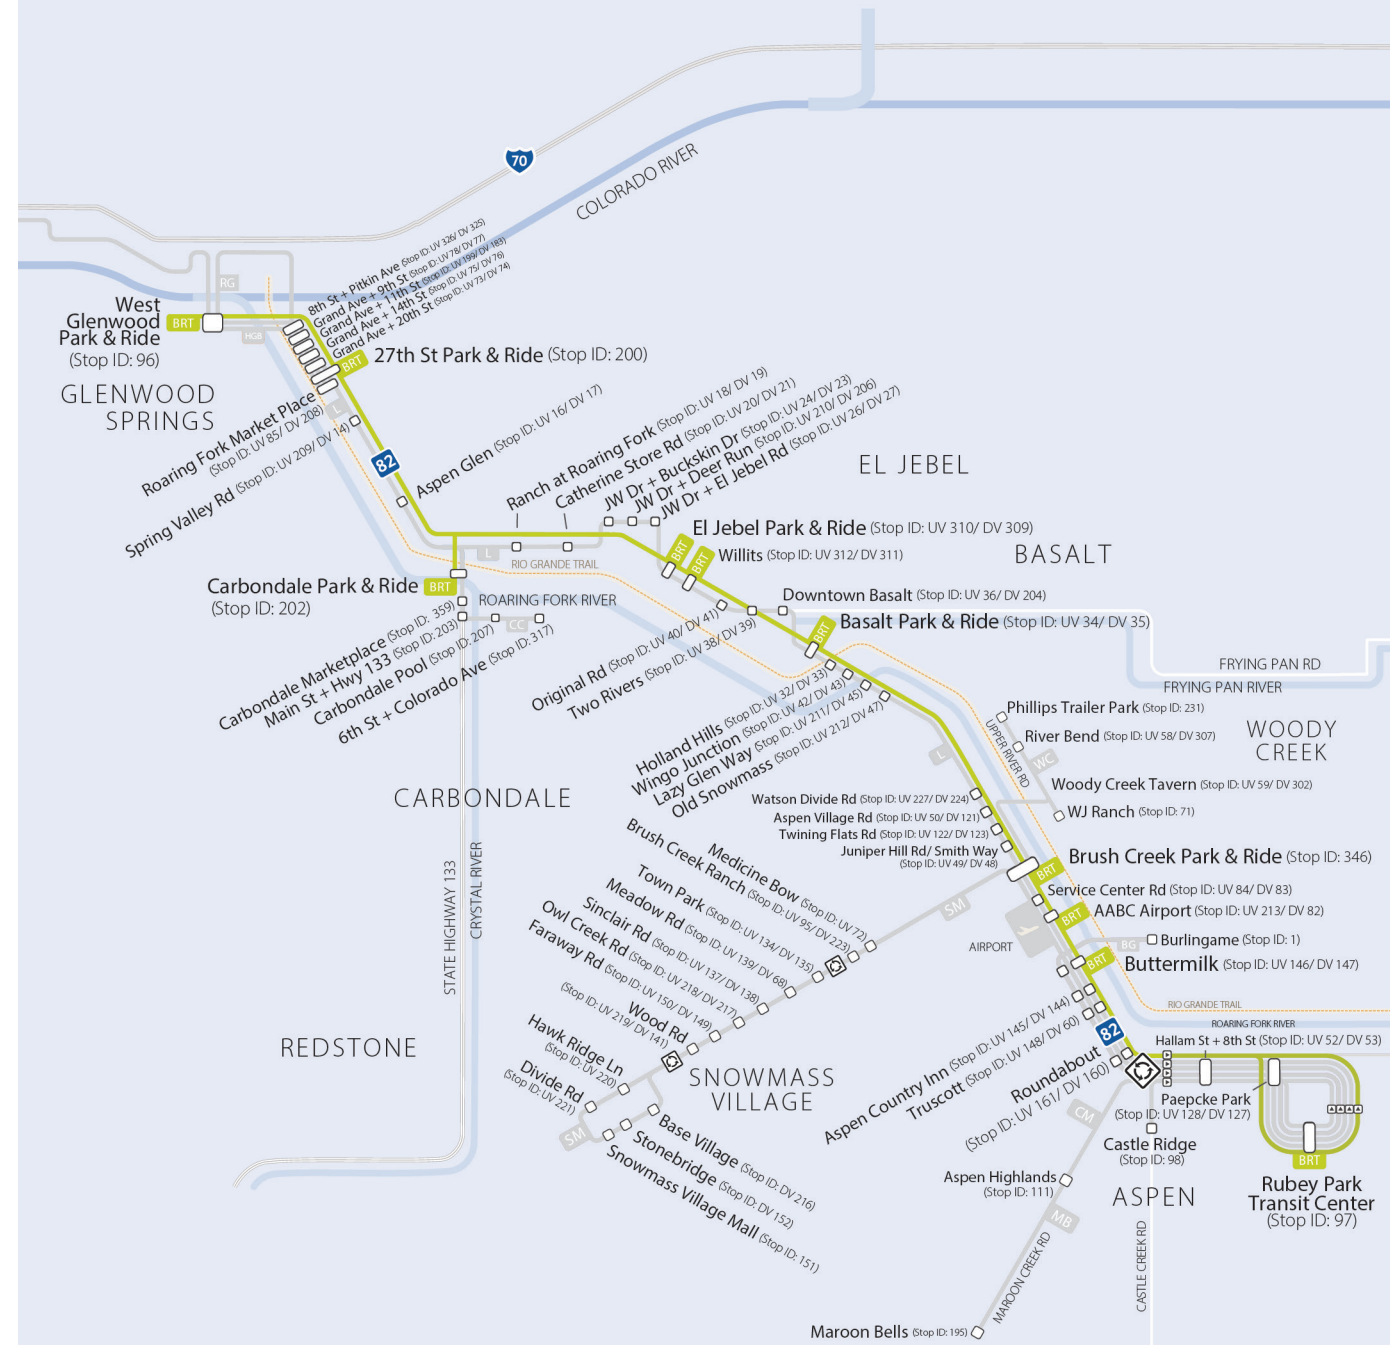 70
COLORADO RIVER
RG
8th St + Pitkin Ave (Stop ID: UV 326/ DV 325)
Grand Ave + 9th St (Stop ID: UV 78/ DV 77)
Grand Ave + 11th St (Stop ID: UV 199/ DV 183)
Grand Ave + 14th St (Stop ID: UV 75/ DV 76)
Grand Ave + 20th St (Stop ID: UV 73/ DV 74)
West
Glenwood
Park & Ride
(Stop ID: 96)
BRT
HGB
BRT
27th St Park & Ride (Stop ID: 200)
GLENWOOD
SPRINGS
L
Roaring Fork Market Place
(Stop ID: UV 85/ DV 208)
Spring Valley Rd (Stop ID: UV 209/ DV 14)
82
Aspen Glen (Stop ID: UV 16/ DV 17)
Ranch at Roaring Fork (Stop ID: UV 18/ DV 19)
Catherine Store Rd (Stop ID: UV 20/ DV 21)
JW Dr + Buckskin Dr (Stop ID: UV 24/ DV 23)
JW Dr + Deer Run (Stop ID: UV 210/ DV 206)
JW Dr + El Jebel Rd (Stop ID: UV 26/ DV 27)
EL JEBEL
El Jebel Park & Ride (Stop ID: UV 310/ DV 309)
BRT
BRT
Willits (Stop ID: UV 312/ DV 311)
BASALT
L
RIO GRANDE TRAIL
Carbondale Park & Ride
(Stop ID: 202)
BRT
ROARING FORK RIVER
CC
Carbondale Marketplace (Stop ID: 359)
Main St + Hwy 133 (Stop ID: 203)
Carbondale Pool (Stop ID: 207)
6th St + Colorado Ave (Stop ID: 317)
Downtown Basalt (Stop ID: UV 36/ DV 204)
BRT
Basalt Park & Ride (Stop ID: UV 34/ DV 35)
Original Rd (Stop ID: UV 40/ DV 41)
Two Rivers (Stop ID: UV 38/ DV 39)
FRYING PAN RD
FRYING PAN RIVER
Holland Hills (Stop ID: UV 32/ DV 33)
Wingo Junction (Stop ID: UV 42/ DV 43)
Lazy Glen Way (Stop ID: UV 211/ DV 45)
Old Snowmass (Stop ID: UV 212/ DV 47)
Phillips Trailer Park (Stop ID: 231)
River Bend (Stop ID: UV 58/ DV 307)
UPPER RIVER RD
WC
WOODY
CREEK
L
Woody Creek Tavern (Stop ID: UV 59/ DV 302)
WJ Ranch (Stop ID: 71)
CARBONDALE
Watson Divide Rd (Stop ID: UV 227/ DV 224)
Aspen Village Rd (Stop ID: UV 50/ DV 121)
Twining Flats Rd (Stop ID: UV 122/ DV 123)
Juniper Hill Rd/ Smith Way
(Stop ID: UV 49/ DV 48)
BRT
Brush Creek Park & Ride (Stop ID: 346)
Service Center Rd (Stop ID: UV 84/ DV 83)
BRT
AABC Airport (Stop ID: UV 213/ DV 82)
AIRPORT
BG
Burlingame (Stop ID: 1)
BRT
Buttermilk (Stop ID: UV 146/ DV 147)
STATE HIGHWAY 133
CRYSTAL RIVER
SM
Medicine Bow (Stop ID: UV 72)
Brush Creek Ranch (Stop ID: UV 95/ DV 223)
Town Park (Stop ID: UV 134/ DV 135)
Meadow Rd (Stop ID: UV 139/ DV 68)
Sinclair Rd (Stop ID: UV 137/ DV 138)
Owl Creek Rd (Stop ID: UV 218/ DV 217)
Faraway Rd (Stop ID: UV 150/ DV 149)
Wood Rd
(Stop ID: UV 219/ DV 141)
Hawk Ridge Ln
(Stop ID: UV 220)
Divide Rd
(Stop ID: UV 221)
SM
REDSTONE
SNOWMASS
VILLAGE
Base Village (Stop ID: DV 216)
Stonebridge (Stop ID: DV 152)
Snowmass Village Mall (Stop ID: 151)
RIO GRANDE TRAIL
ROARING FORK RIVER
82
Aspen Country Inn (Stop ID: UV 145/ DV 144)
Truscott (Stop ID: UV 148/ DV 60)
Roundabout
(Stop ID: UV 161/ DV 160)
Hallam St + 8th St (Stop ID: UV 52/ DV 53)
Paepcke Park
(Stop ID: UV 128/ DV 127)
CM
Castle Ridge
(Stop ID: 98)
BRT
Rubey Park
Transit Center
(Stop ID: 97)
Aspen Highlands
(Stop ID: 111)
ASPEN
MB
MAROON CREEK RD
CASTLE CREEK RD
Maroon Bells (Stop ID: 195)